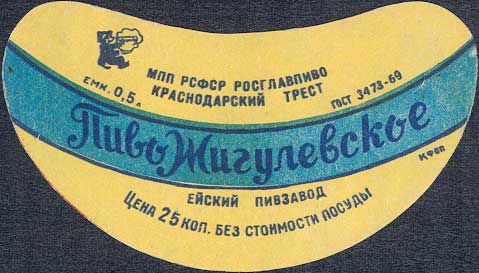 МПП РСФСР РОСГЛАВПИВО
КРАСНОДАРСКИЙ ТРЕСТ
ЕМК. 0,5 л
ГОСТ 3473-69
Пиво Жигулевское
КФОП
ЕЙСКИЙ ПИВЗАВОД
ЦЕНА 25 КОП. БЕЗ СТОИМОСТИ ПОСУДЫ